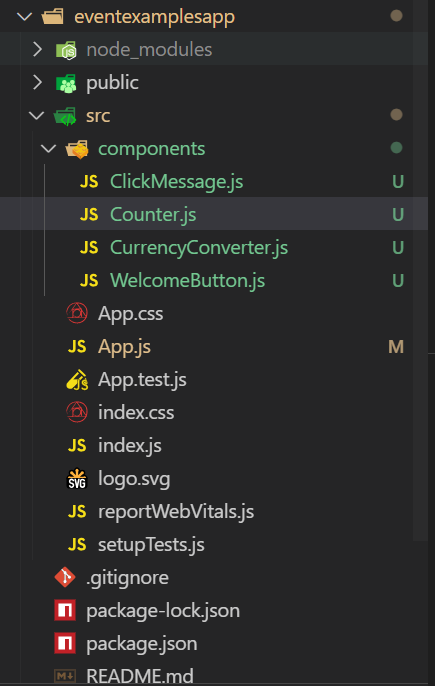 eventexamplesapp
node_modules
public
src
components
JS ClickMessage.js U
JS Counter.js U
JS CurrencyConverter.js U
JS WelcomeButton.js U
App.css
JS App.js M
App.test.js
index.css
JS index.js
SVG logo.svg
JS reportWebVitals.js
JS setupTests.js
.gitignore
package-lock.json
package.json
README.md